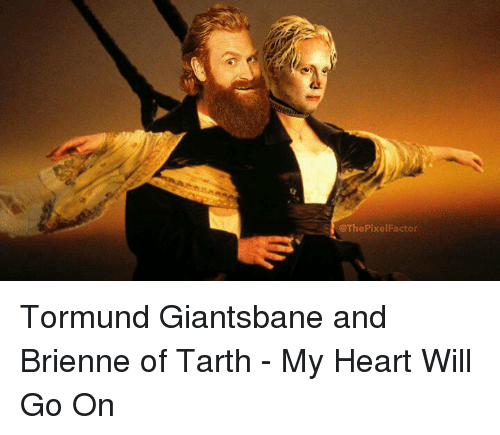 @ThePixelFactor
Tormund Giantsbane and
Brienne of Tarth - My Heart Will
Go On